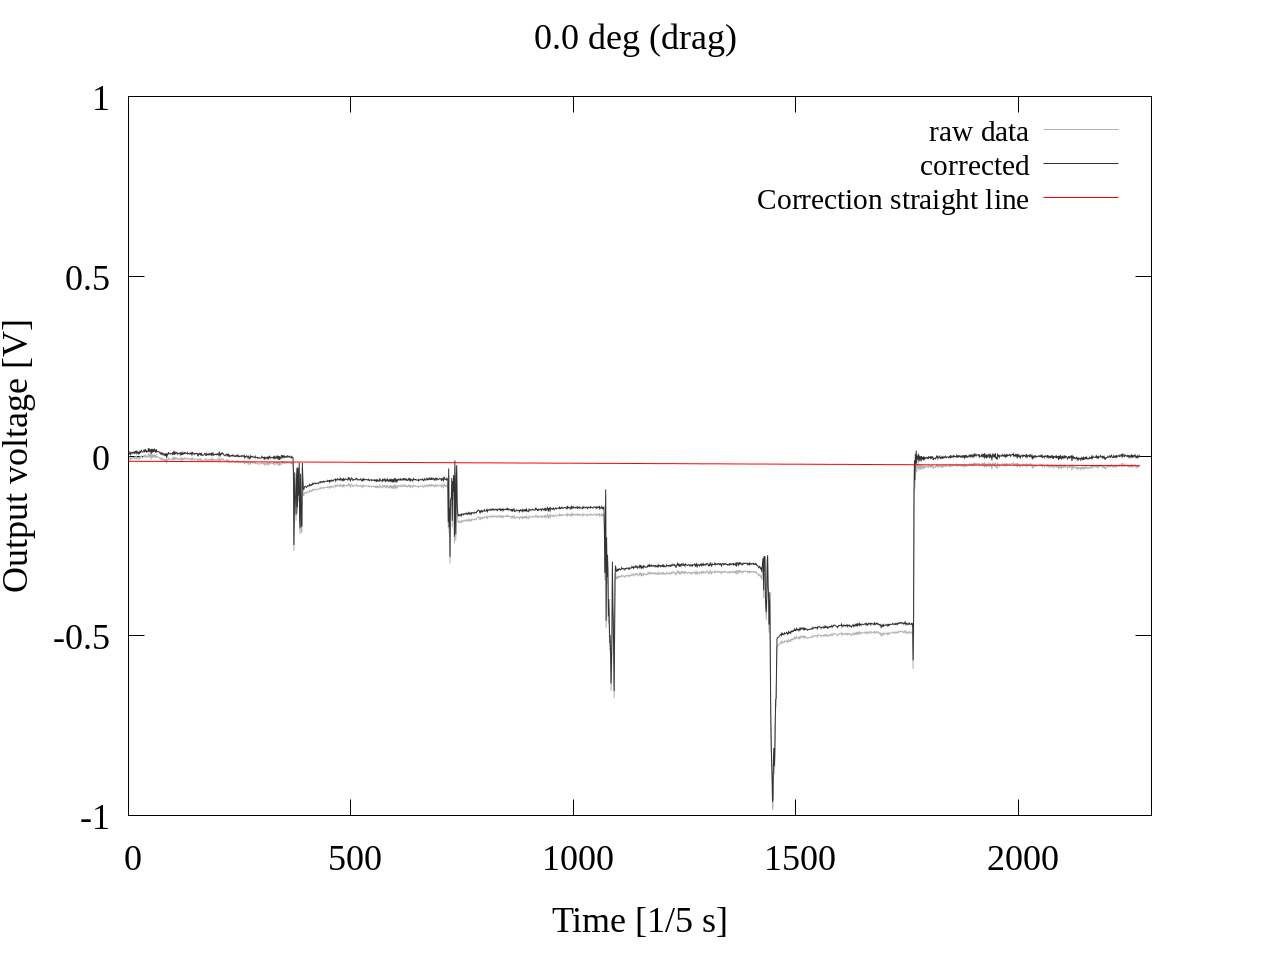 0.0 deg (drag)
1
raw data
corrected
Correction straight line
0.5
Output voltage [V]
0
-0.5
-1
0 500 1000 1500 2000
Time [1/5 s]